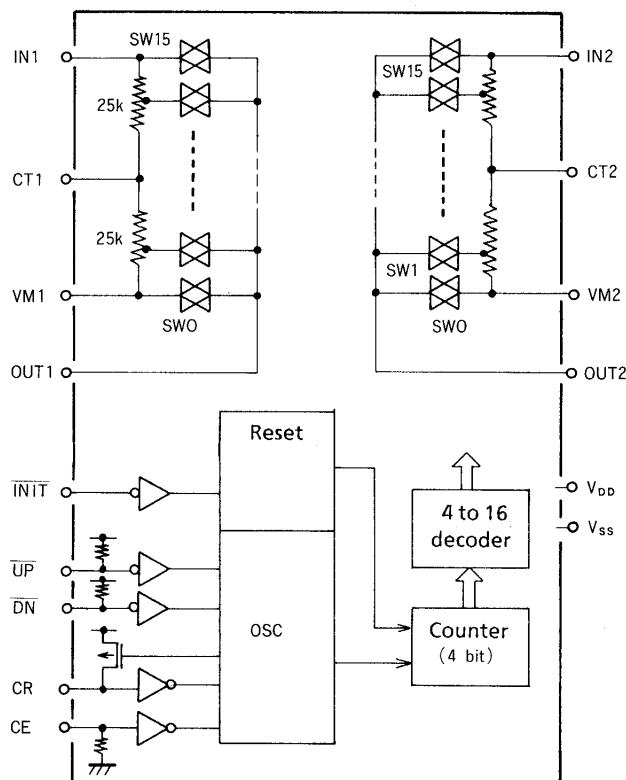 SW15
IN1
25k
CT1
25k
VM1
SW0
OUT1
SW15
IN2
CT2
SW1
VM2
SW0
OUT2
INIT
UP
DN
CR
CE
Reset
OSC
4 to 16
decoder
Counter
(4 bit)
VDD
VSS